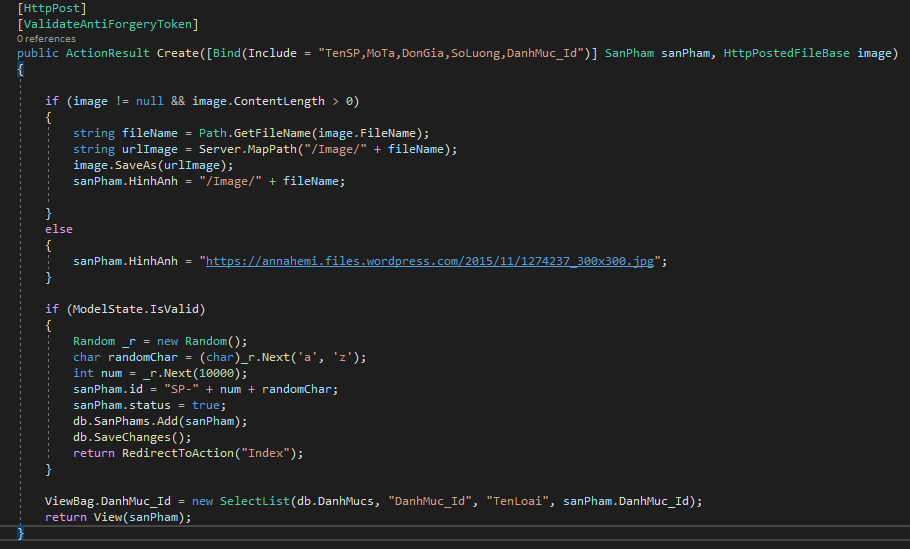 [HttpPost]
[ValidateAntiForgeryToken]
0 references
public ActionResult Create([Bind(Include = "TenSP,MoTa,DonGia,SoLuong,DanhMuc_Id")] SanPham sanPham, HttpPostedFileBase image)
{
if (image != null && image.ContentLength > 0)
{
string fileName = Path.GetFileName(image.FileName);
string urlImage = Server.MapPath("/Image/" + fileName);
image.SaveAs(urlImage);
sanPham.HinhAnh = "/Image/" + fileName;
}
else
{
sanPham.HinhAnh = "https://annahemi.files.wordpress.com/2015/11/1274237_300x300.jpg";
}
if (ModelState.IsValid)
{
Random _r = new Random();
char randomChar = (char)_r.Next('a', 'z');
int num = _r.Next(10000);
sanPham.id = "SP-" + num + randomChar;
sanPham.status = true;
db.SanPhams.Add(sanPham);
db.SaveChanges();
return RedirectToAction("Index");
}
ViewBag.DanhMuc_Id = new SelectList(db.DanhMucs, "DanhMuc_Id", "TenLoai", sanPham.DanhMuc_Id);
return View(sanPham);
}